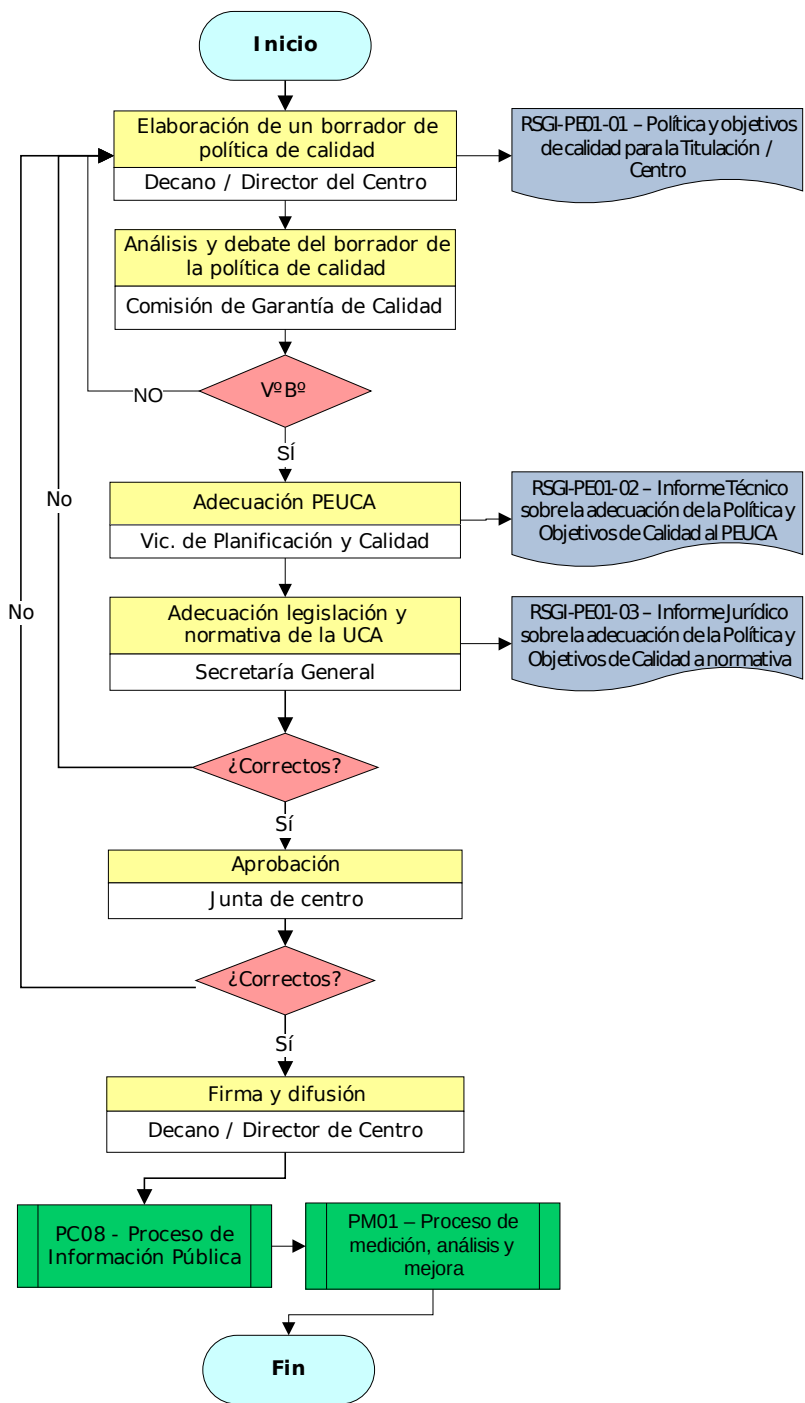 Inicio
Elaboración de un borrador de
política de calidad
Decano / Director del Centro
RSGI-PE01-01 – Política y objetivos
de calidad para la Titulación /
Centro
Análisis y debate del borrador de
la política de calidad
Comisión de Garantía de Calidad
VºBº
NO
SÍ
Adecuación PEUCA
Vic. de Planificación y Calidad
RSGI-PE01-02 – Informe Técnico
sobre la adecuación de la Política y
Objetivos de Calidad al PEUCA
No
Adecuación legislación y
normativa de la UCA
Secretaría General
RSGI-PE01-03 – Informe Jurídico
sobre la adecuación de la Política y
Objetivos de Calidad a normativa
No
¿Correctos?
Sí
Aprobación
Junta de centro
¿Correctos?
Sí
Firma y difusión
Decano / Director de Centro
PC08 - Proceso de
Información Pública
PM01 – Proceso de
medición, análisis y
mejora
Fin